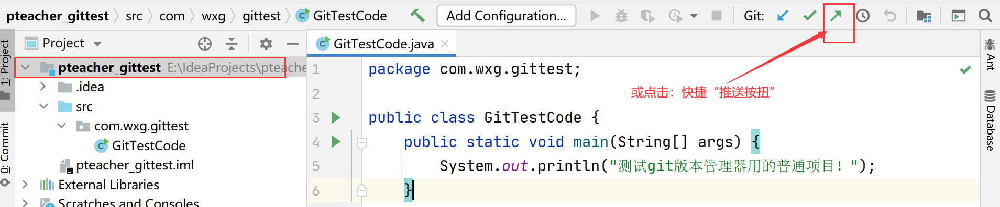 pteacher_gittest src com wxg gittest GitTestCode Add Configuration... Git:
1: Project
0: Commit
Project
pteacher_gittest E:\IdeaProjects\pteache
.idea
src
com.wxg.gittest
GitTestCode
pteacher_gittest.iml
External Libraries
Scratches and Consoles
GitTestCode.java
1 package com.wxg.gittest;
2
3 public class GitTestCode {
4 public static void main(String[] args) {
5 System.out.println("测试git版本管理器用的普通项目！");
6 }
或点击：快捷“推送按扭”
Ant
Database